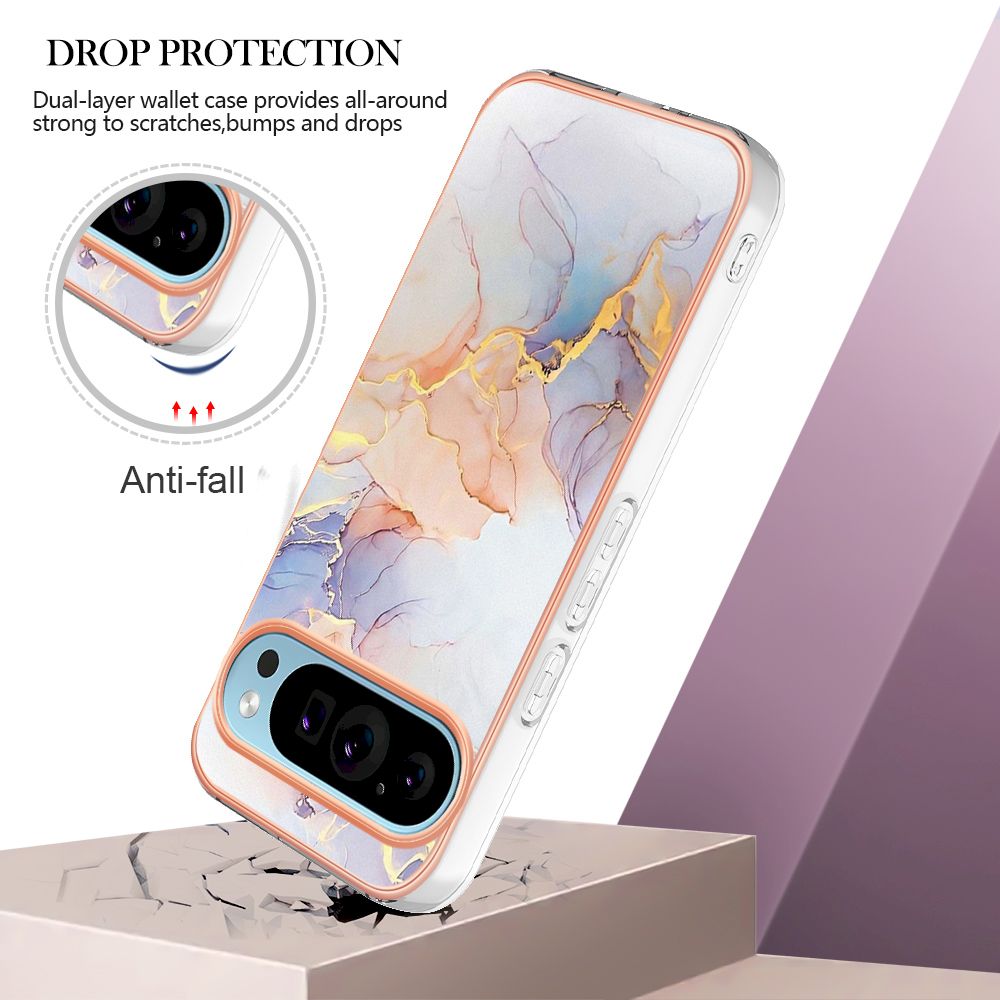 DROP PROTECTION
Dual-layer wallet case provides all-around
strong to scratches,bumps and drops
Anti-fall